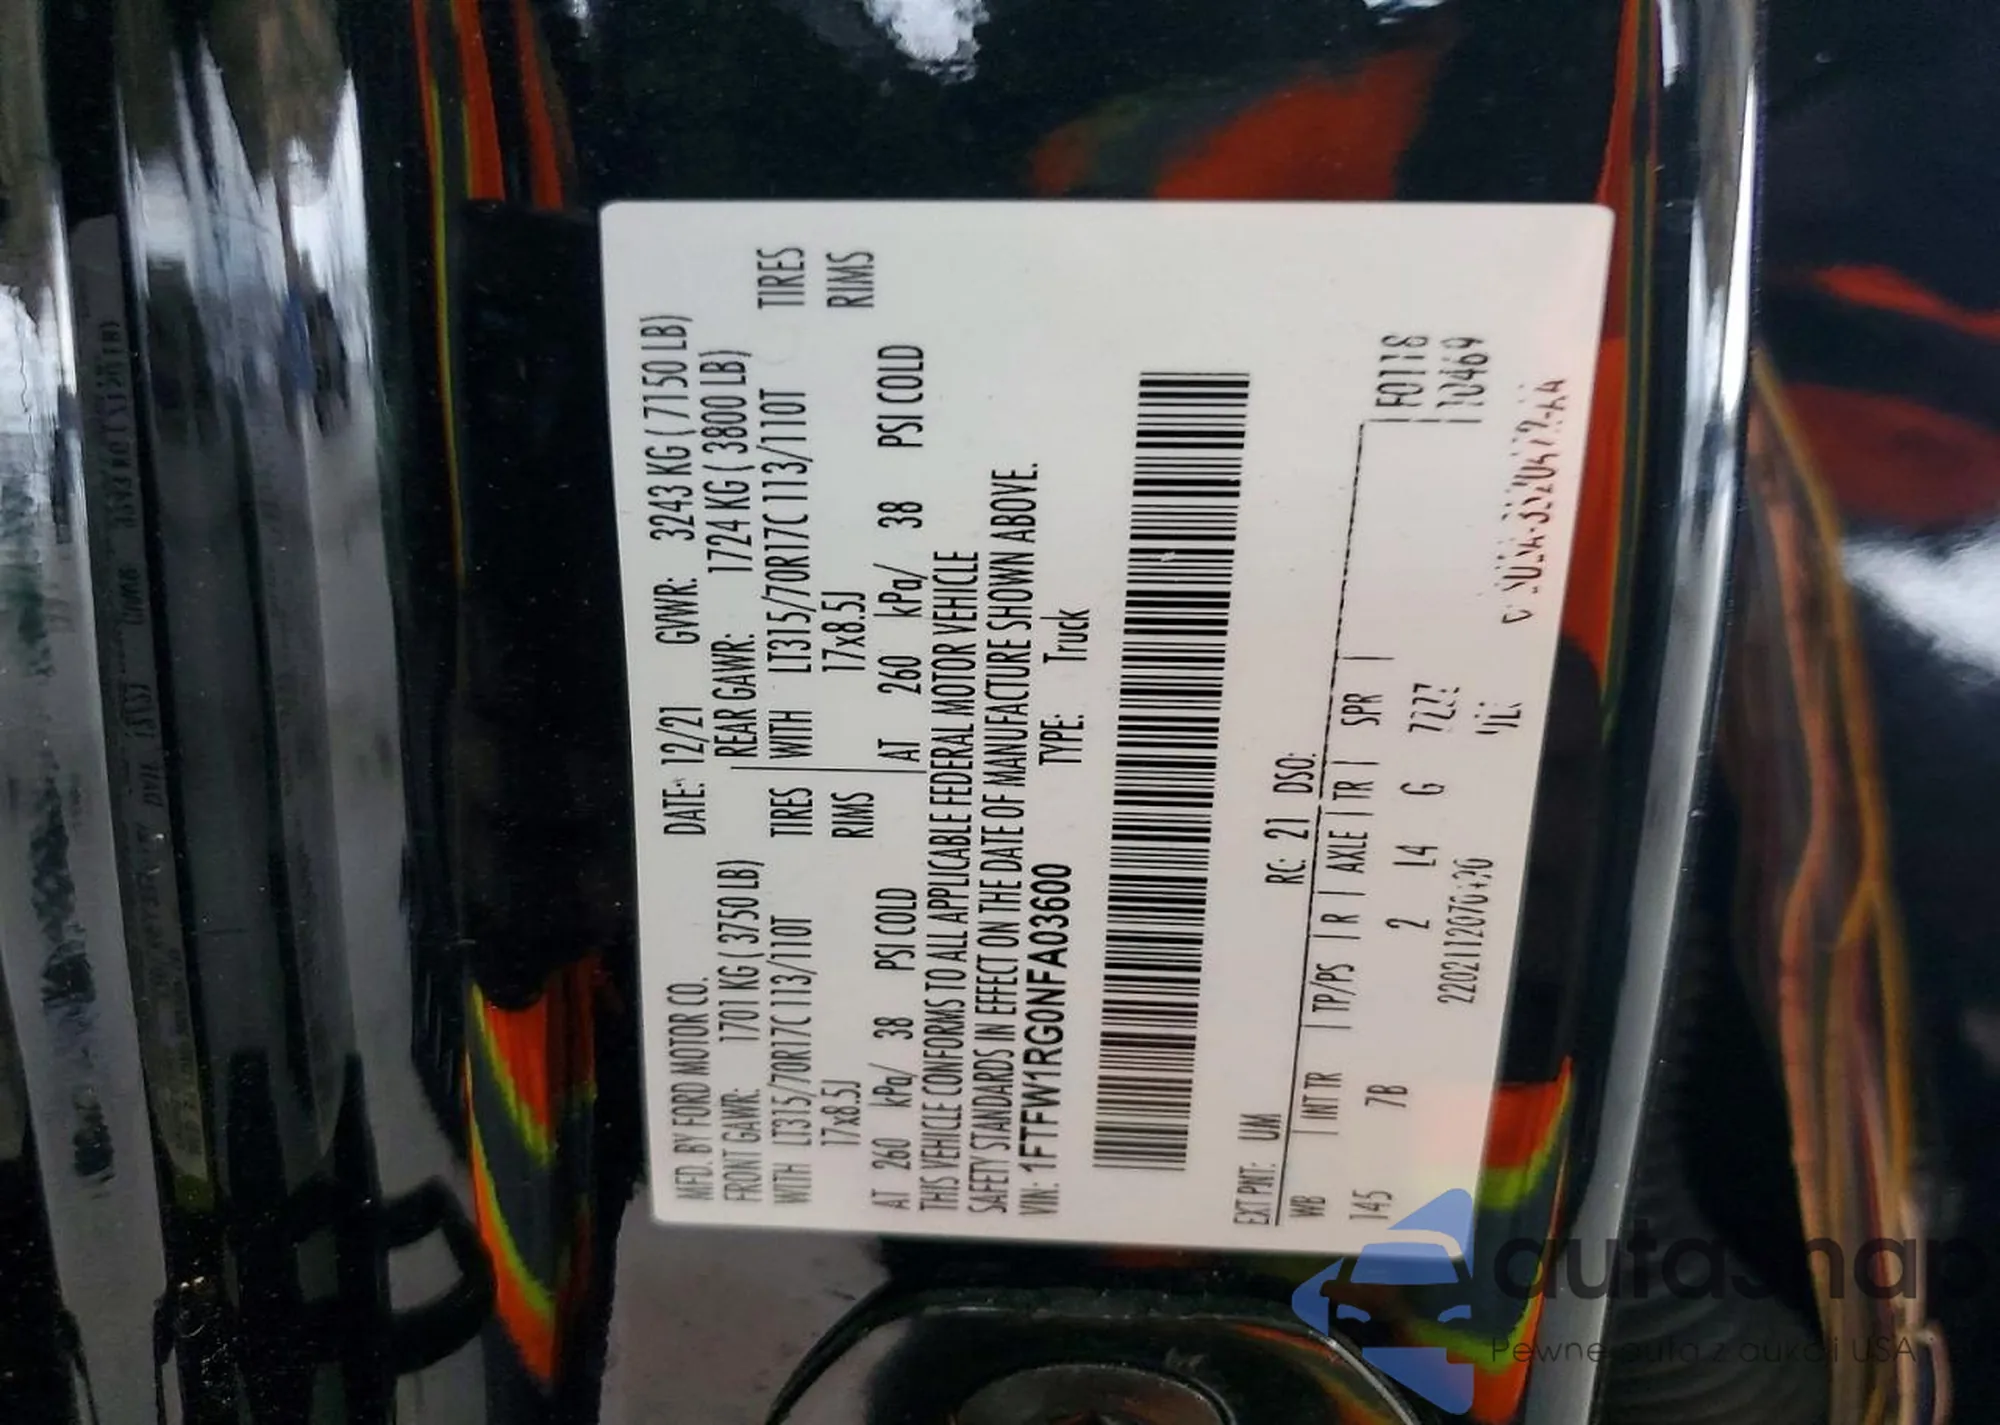 MFD. BY FORD MOTOR CO. DATE: 12/21 GVWR: 3243 KG ( 7150 LB)
FRONT GAWR: 1701 KG ( 3750 LB) REAR GAWR: 1724 KG ( 3800 LB)
WITH LT315/70R17C 113/110T TIRES WITH LT315/70R17C 113/110T TIRES
17x8.5J RIMS 17x8.5J RIMS
AT 260 kPa/ 38 PSI COLD AT 260 kPa/ 38 PSI COLD
THIS VEHICLE CONFORMS TO ALL APPLICABLE FEDERAL MOTOR VEHICLE
SAFETY STANDARDS IN EFFECT ON THE DATE OF MANUFACTURE SHOWN ABOVE.
VIN: 1FTFW1RG0NFA03600 TYPE: Truck
EXT PNT: UM RC: 21 DSO:
WB | INT TR | TP/PS | R | AXLE | TR | SPR | F0118
145 7B 2 L4 G 10469
autosnap
Pewne auta z aukcji USA